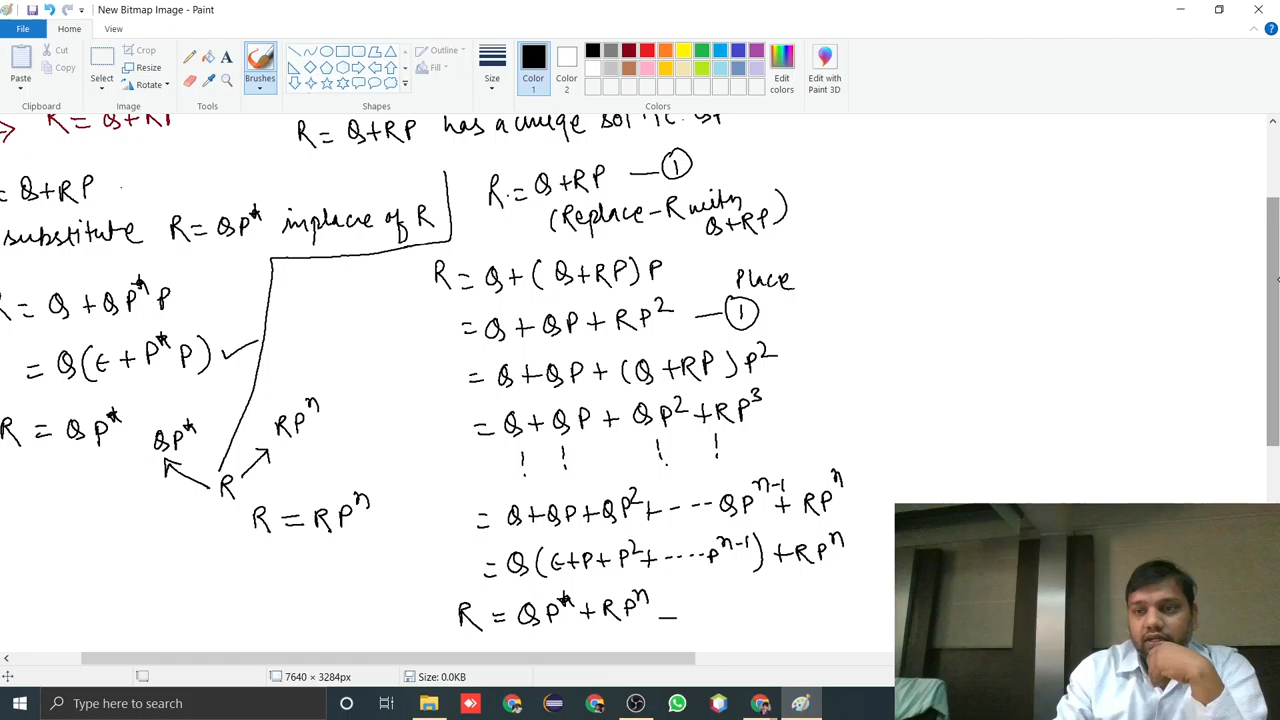 New Bitmap Image - Paint
File
Home
View
Paste
Cut
Copy
Clipboard
Select
Crop
Resize
Rotate
Image
Tools
Brushes
Outline
Fill
Shapes
Size
Color 1
Color 2
Edit colors
Colors
Edit with Paint 3D
R = Q+RP
R = Q+RP has a
= Q+RP
substitute R = QP* inplace of R
= Q + QP* P
= Q(ϵ + P* P)
R = QP*
QP*
RPⁿ
R
R = RPⁿ
R = Q+RP — ①
(Replace - R with
Q+RP)
R = Q + (Q+RP) P
Place
= Q + QP + RP² — ①
= Q + QP + (Q +RP) P²
= Q + QP + QP² + RP³
! ! ! !
= Q+QP+QP²+ ---- QPⁿ⁻¹ + RPⁿ
= Q(ϵ+P+P²+ ..... Pⁿ⁻¹) + RPⁿ
R = QP* + RPⁿ —
7640 × 3284px
Size: 0.0KB
Type here to search